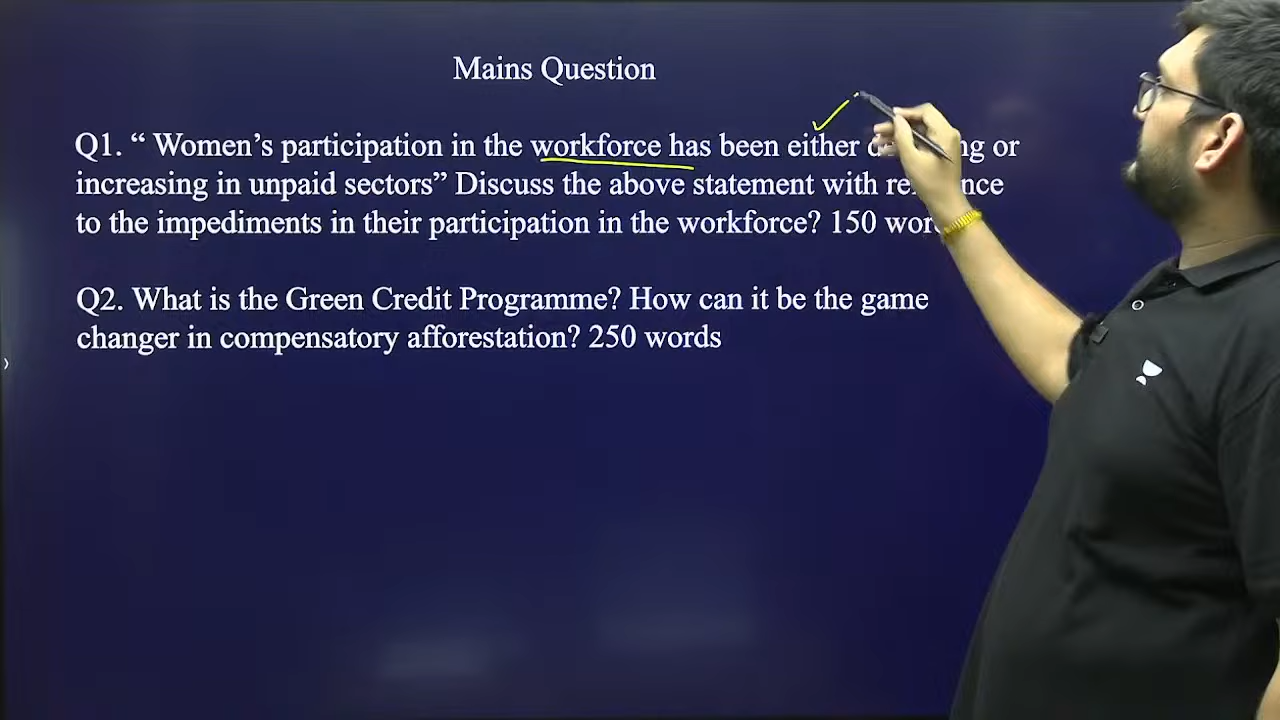 Mains Question
Q1. “ Women’s participation in the workforce has been either or
increasing in unpaid sectors” Discuss the above statement with
to the impediments in their participation in the workforce? 150
Q2. What is the Green Credit Programme? How can it be the game
changer in compensatory afforestation? 250 words